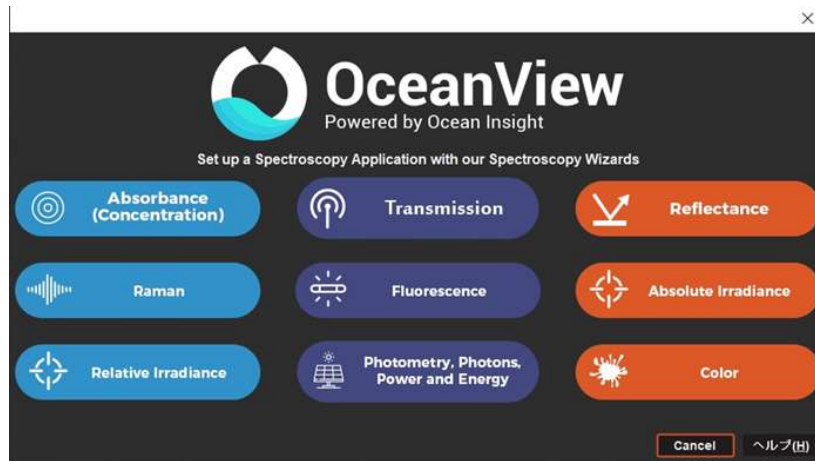 OceanView
Powered by Ocean Insight
Set up a Spectroscopy Application with our Spectroscopy Wizards
Absorbance
(Concentration)
Transmission
Reflectance
Raman
Fluorescence
Absolute Irradiance
Relative Irradiance
Photometry, Photons,
Power and Energy
Color
Cancel
ヘルプ(H)